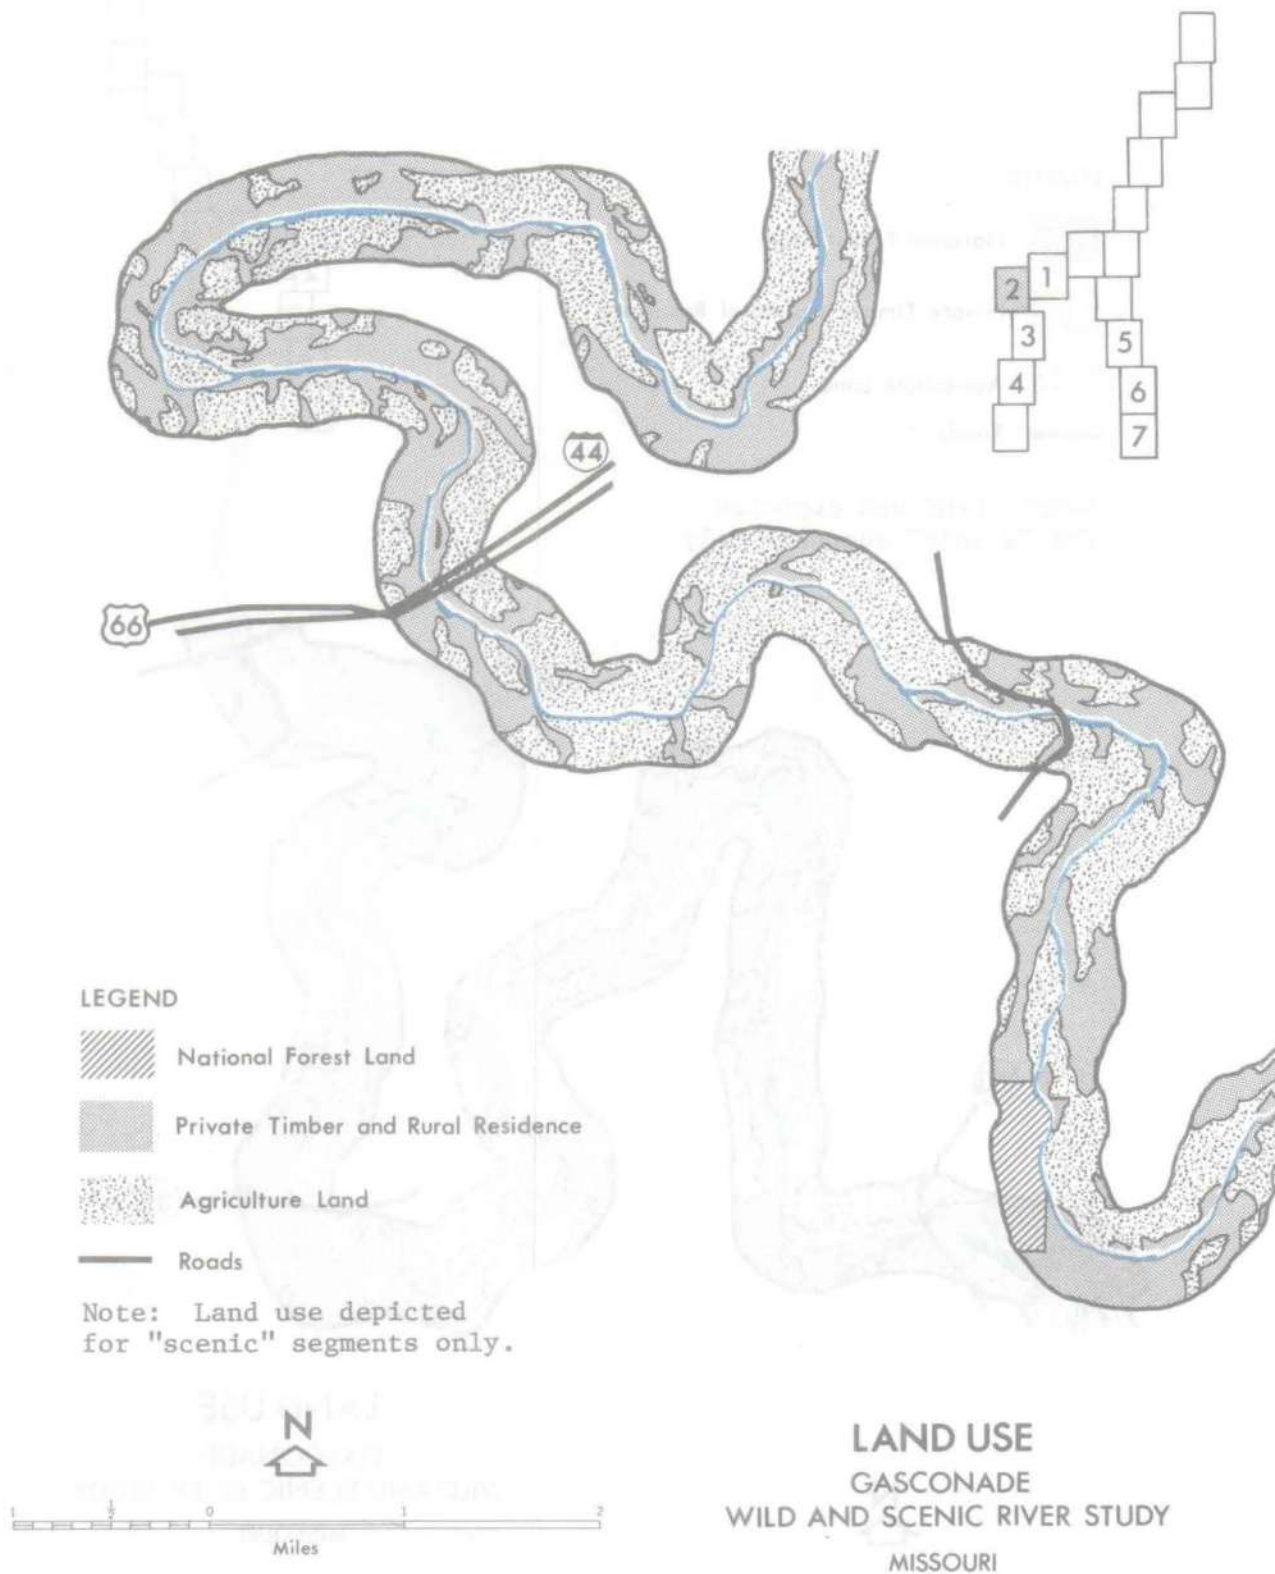 1
2
3
4
5
6
7
44
66
LEGEND
National Forest Land
Private Timber and Rural Residence
Agriculture Land
Roads
Note: Land use depicted
for "scenic" segments only.
N
1 .5 0 1 2
Miles
LAND USE
GASCONADE
WILD AND SCENIC RIVER STUDY
MISSOURI